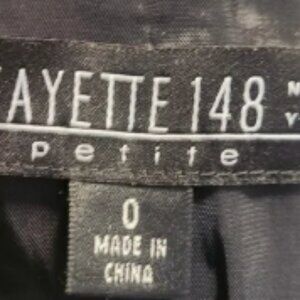 AYETTE 148 N
Y
petite
0
MADE IN
CHINA